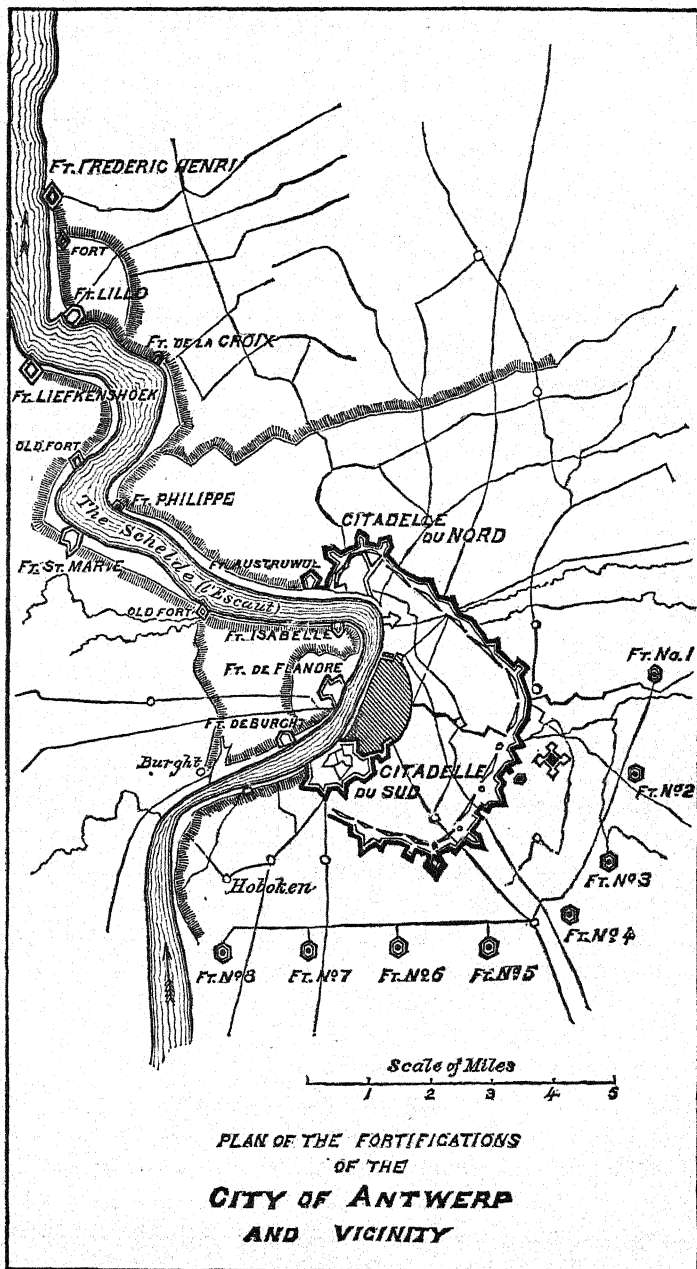 FT. FREDERIC HENRI
FORT
FT. LILLO
FT. DE LA CROIX
FT. LIEFKENSHOEK
OLD FORT
FT. PHILIPPE
The Schelde (Escaut)
CITADELLE
DU NORD
FT. ST. MARIE
FT. AUSTRUWUL
OLD FORT
FT. ISABELLE
FT. No. 1
FT. DE FLANDRE
FT. DE BURGHT
Burght
CITADELLE
DU SUD
FT. No 2
FT. No 3
Hoboken
FT. No 4
FT. No 8
FT. No 7
FT. No 6
FT. No 5
Scale of Miles
1 2 3 4 5
PLAN OF THE FORTIFICATIONS
OF THE
CITY OF ANTWERP
AND VICINITY